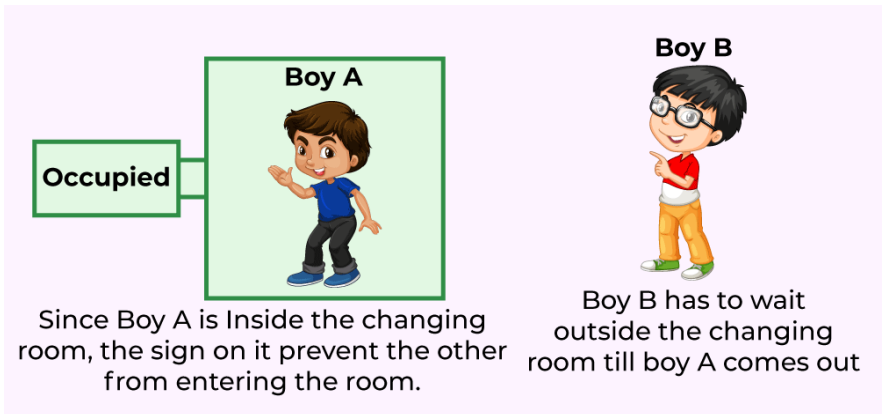 Boy A
Occupied
Since Boy A is Inside the changing
room, the sign on it prevent the other
from entering the room.
Boy B
Boy B has to wait
outside the changing
room till boy A comes out